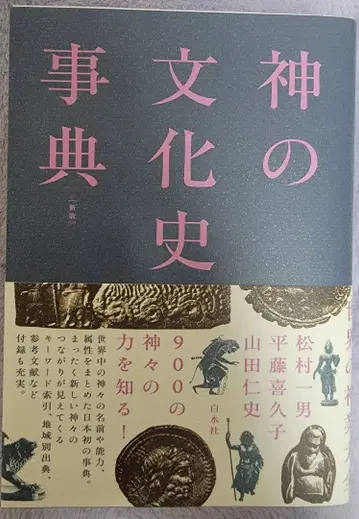 神の
文化史
事典
［新版］
松村一男
平藤喜久子
山田仁史
白水社
900の
神々の
力を知る
世界中の神々の名前や能力、
属性をまとめた日本初の事典。
まったく新しい神々の
つながりが見えてくる
キーワード索引、地域別出典、
参考文献など
付録も充実。